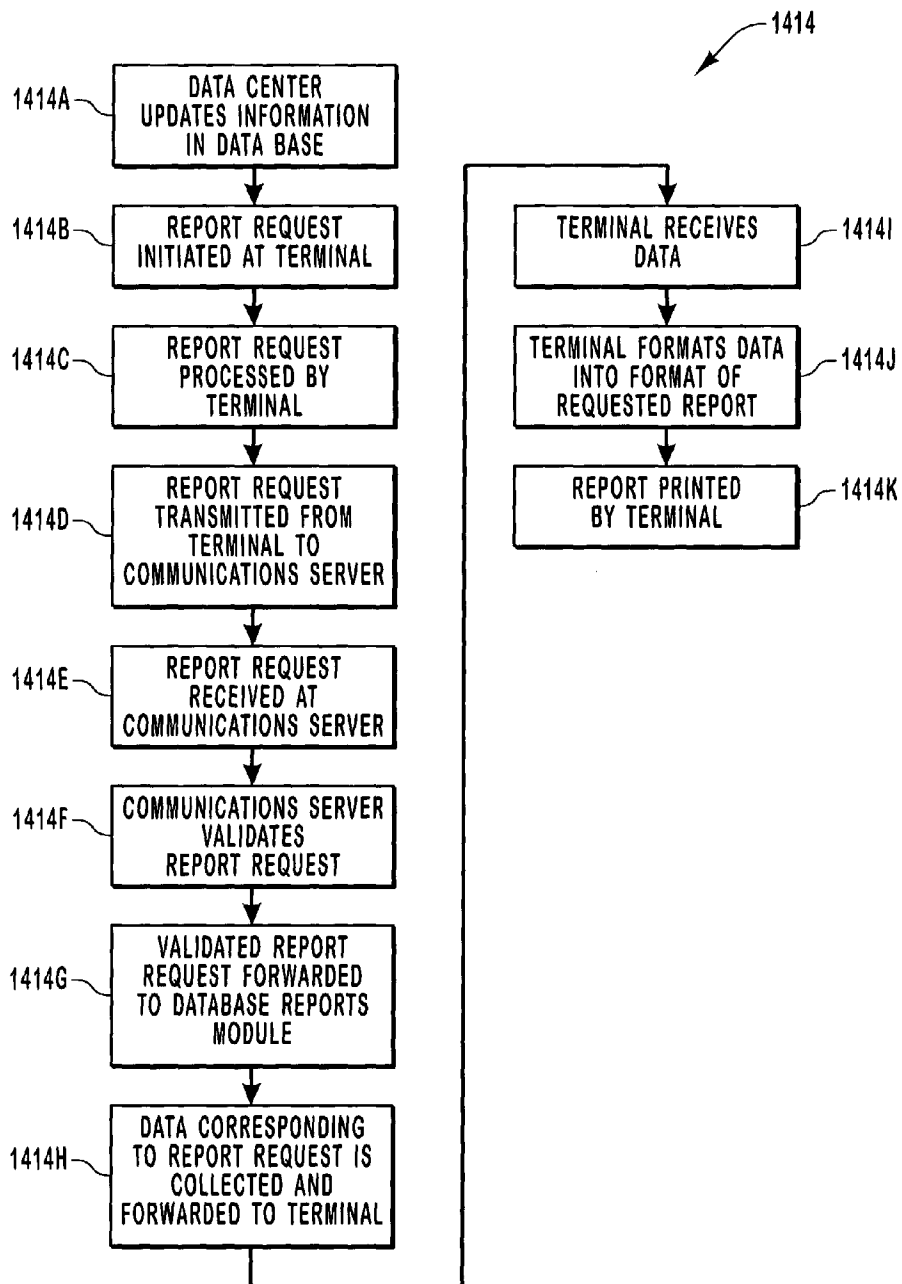 1414
1414A
DATA CENTER
UPDATES INFORMATION
IN DATA BASE
1414B
REPORT REQUEST
INITIATED AT TERMINAL
1414C
REPORT REQUEST
PROCESSED BY
TERMINAL
1414D
REPORT REQUEST
TRANSMITTED FROM
TERMINAL TO
COMMUNICATIONS SERVER
1414E
REPORT REQUEST
RECEIVED AT
COMMUNICATIONS SERVER
1414F
COMMUNICATIONS SERVER
VALIDATES
REPORT REQUEST
1414G
VALIDATED REPORT
REQUEST FORWARDED
TO DATABASE REPORTS
MODULE
1414H
DATA CORRESPONDING
TO REPORT REQUEST IS
COLLECTED AND
FORWARDED TO TERMINAL
TERMINAL RECEIVES
DATA
1414I
TERMINAL FORMATS DATA
INTO FORMAT OF
REQUESTED REPORT
1414J
REPORT PRINTED
BY TERMINAL
1414K